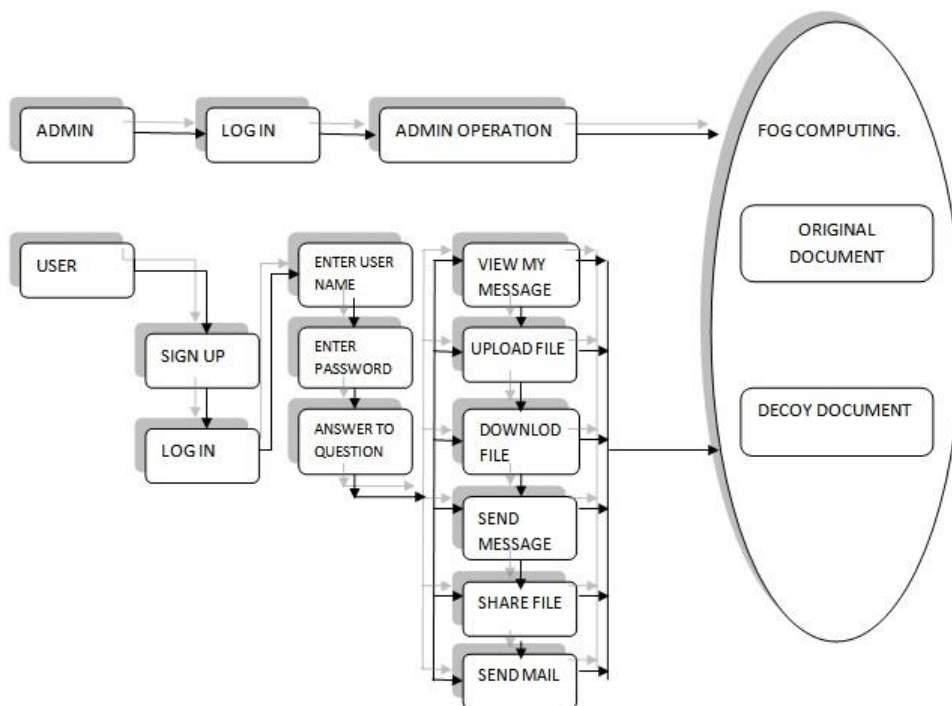 ADMIN
LOG IN
ADMIN OPERATION
FOG COMPUTING.
ORIGINAL
DOCUMENT
DECOY DOCUMENT
USER
SIGN UP
LOG IN
ENTER USER
NAME
ENTER
PASSWORD
ANSWER TO
QUESTION
VIEW MY
MESSAGE
UPLOAD FILE
DOWNLOD
FILE
SEND
MESSAGE
SHARE FILE
SEND MAIL